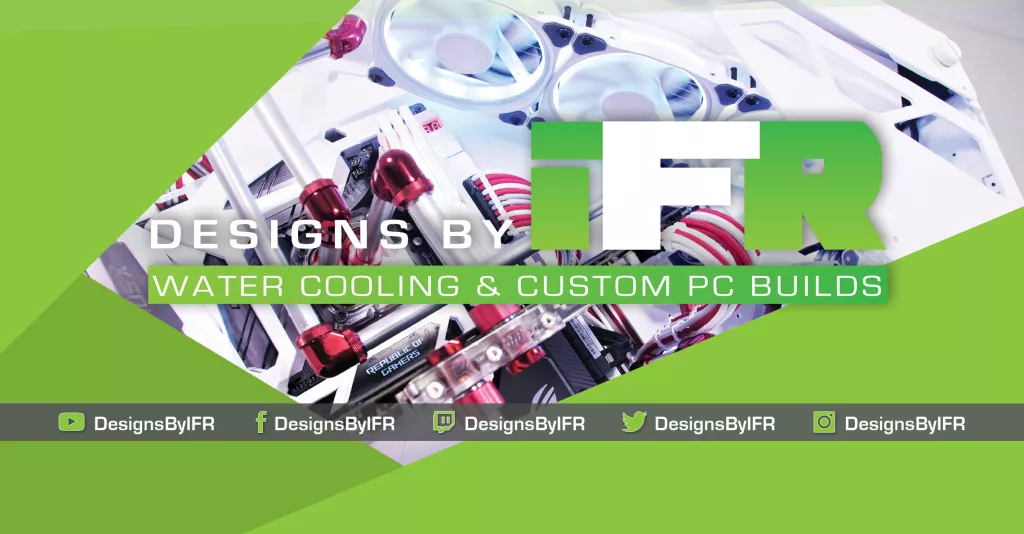 iFR
DESIGNS BY
WATER COOLING & CUSTOM PC BUILDS
REPUBLIC OF
GAMERS
DesignsByIFR DesignsByIFR DesignsByIFR DesignsByIFR DesignsByIFR